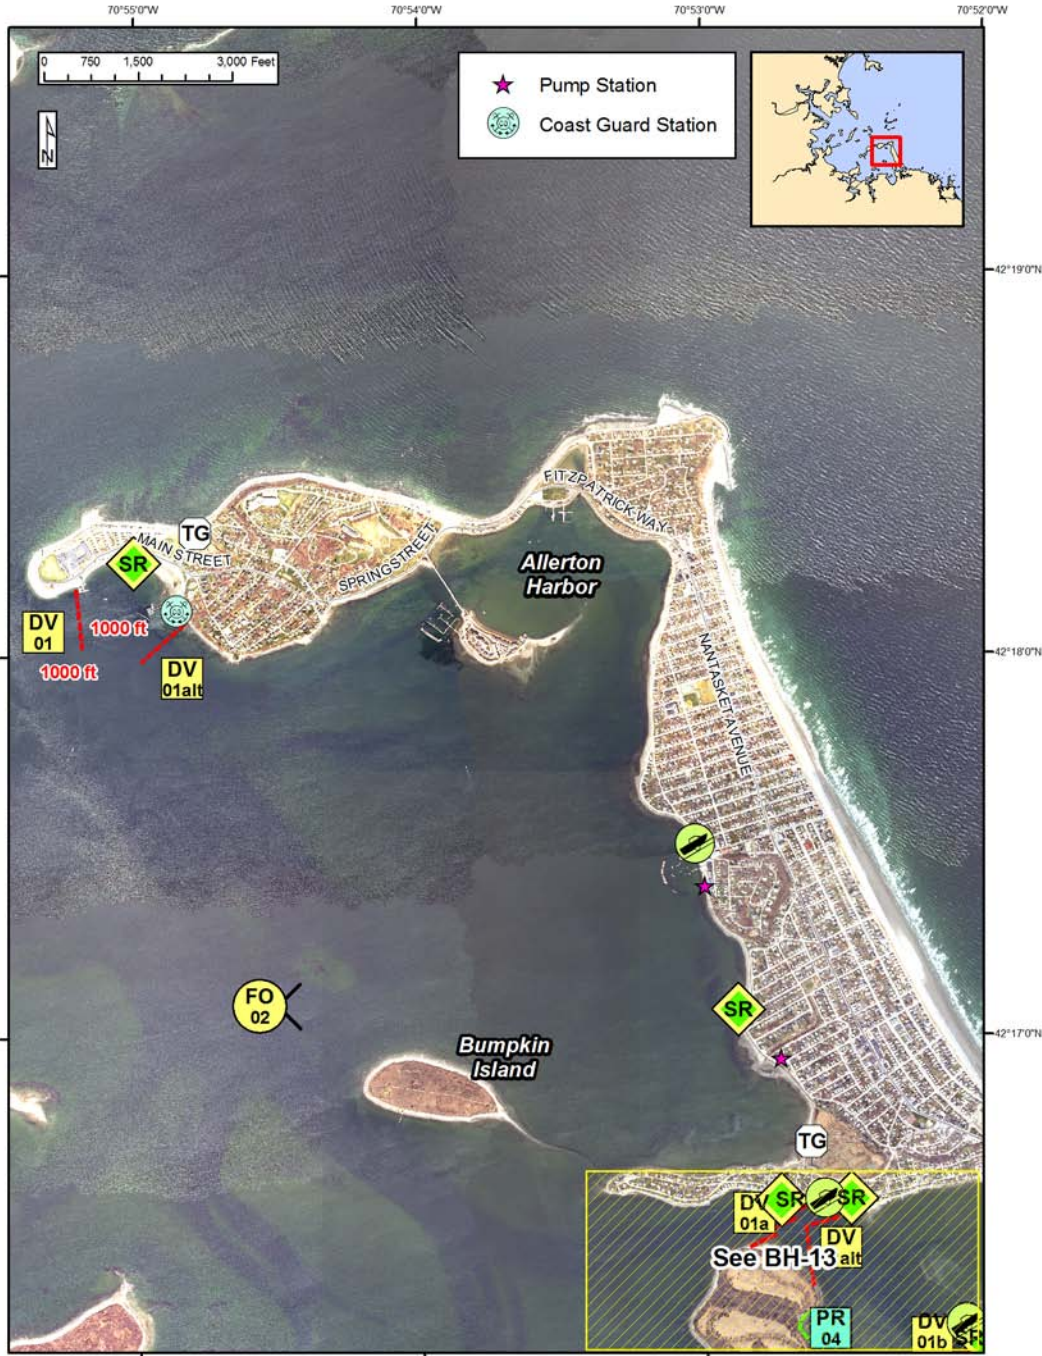 70°55'0"W
70°54'0"W
70°53'0"W
70°52'0"W
0 750 1,500 3,000 Feet
N
Pump Station
Coast Guard Station
42°19'0"N
FITZPATRICK WAY
TG
MAIN STREET
SPRING STREET
SR
Allerton
Harbor
DV
01
1000 ft
1000 ft
DV
01alt
42°18'0"N
NANTASKET AVENUE
FO
02
SR
42°17'0"N
Bumpkin
Island
TG
DV
01a
SR
SR
DV
alt
See BH-13
PR
04
DV
01b
SR